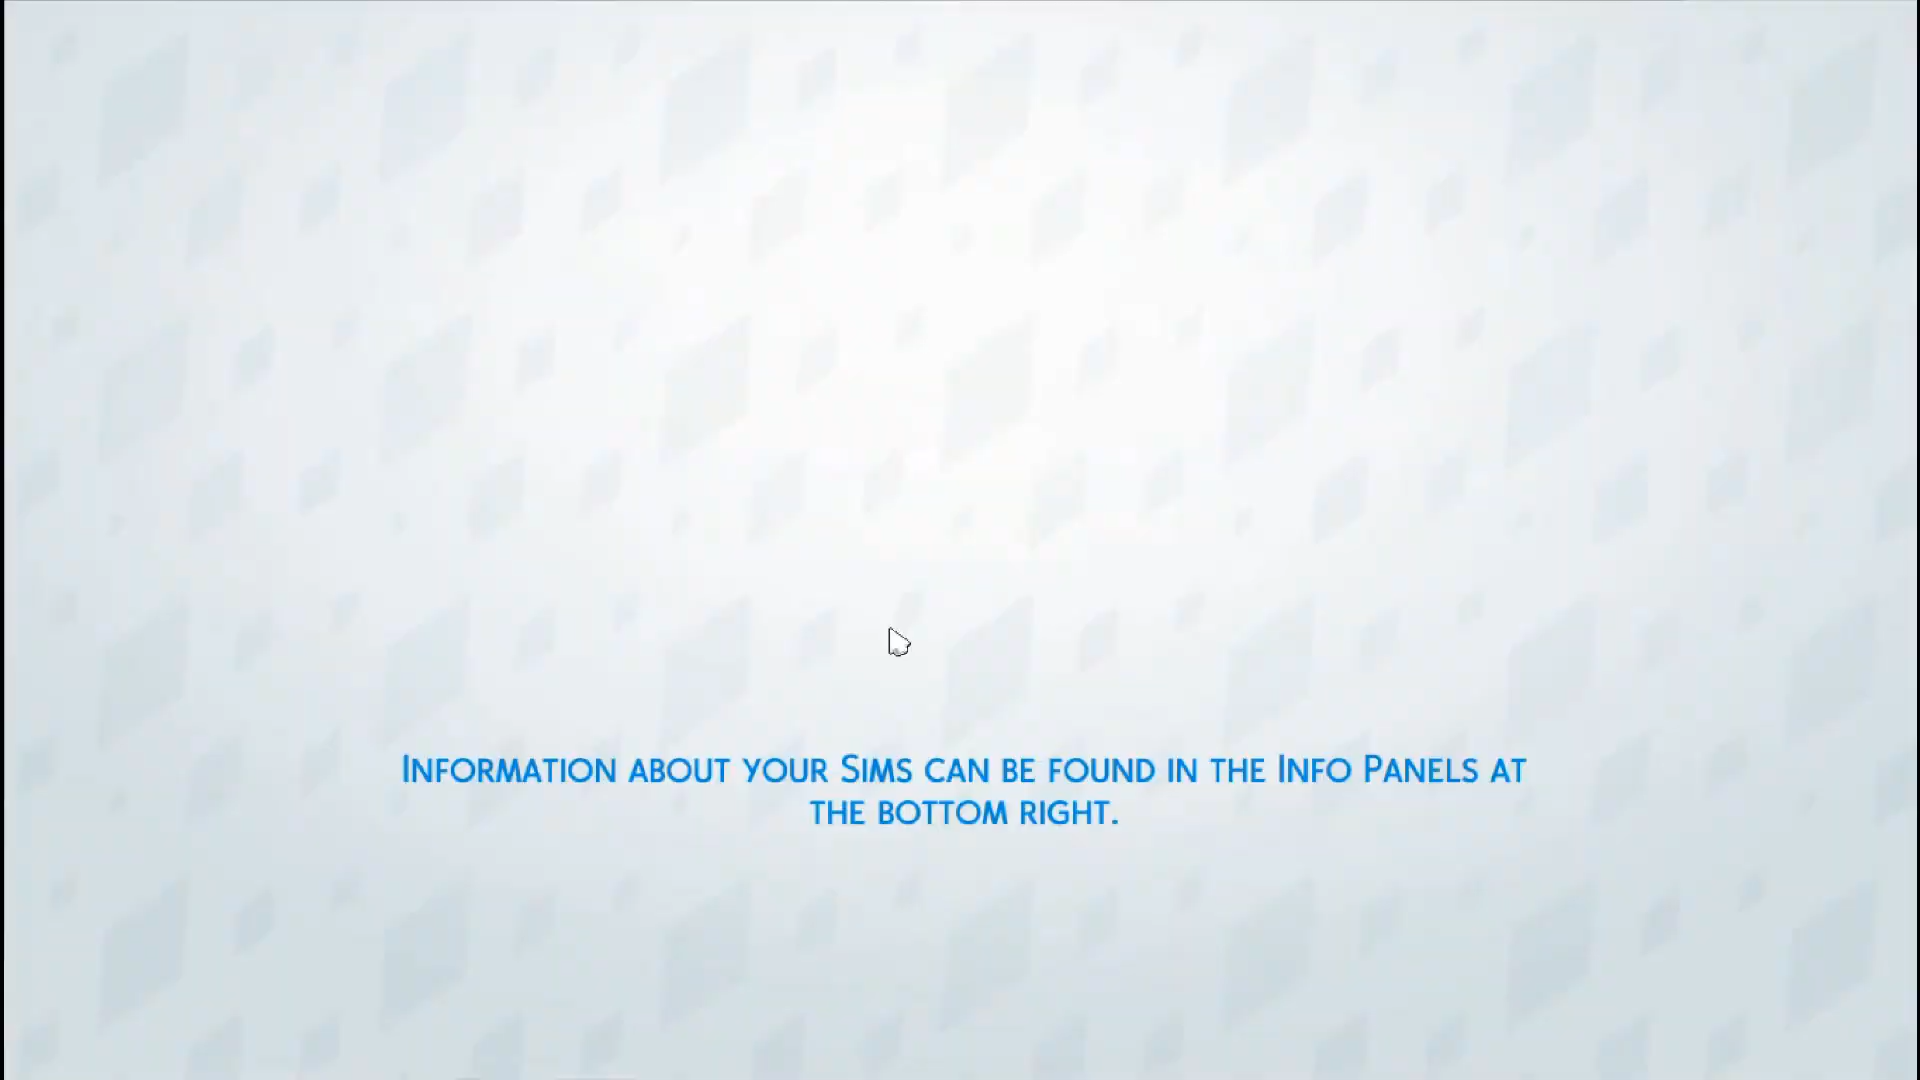 Information about your Sims can be found in the Info Panels at
the bottom right.